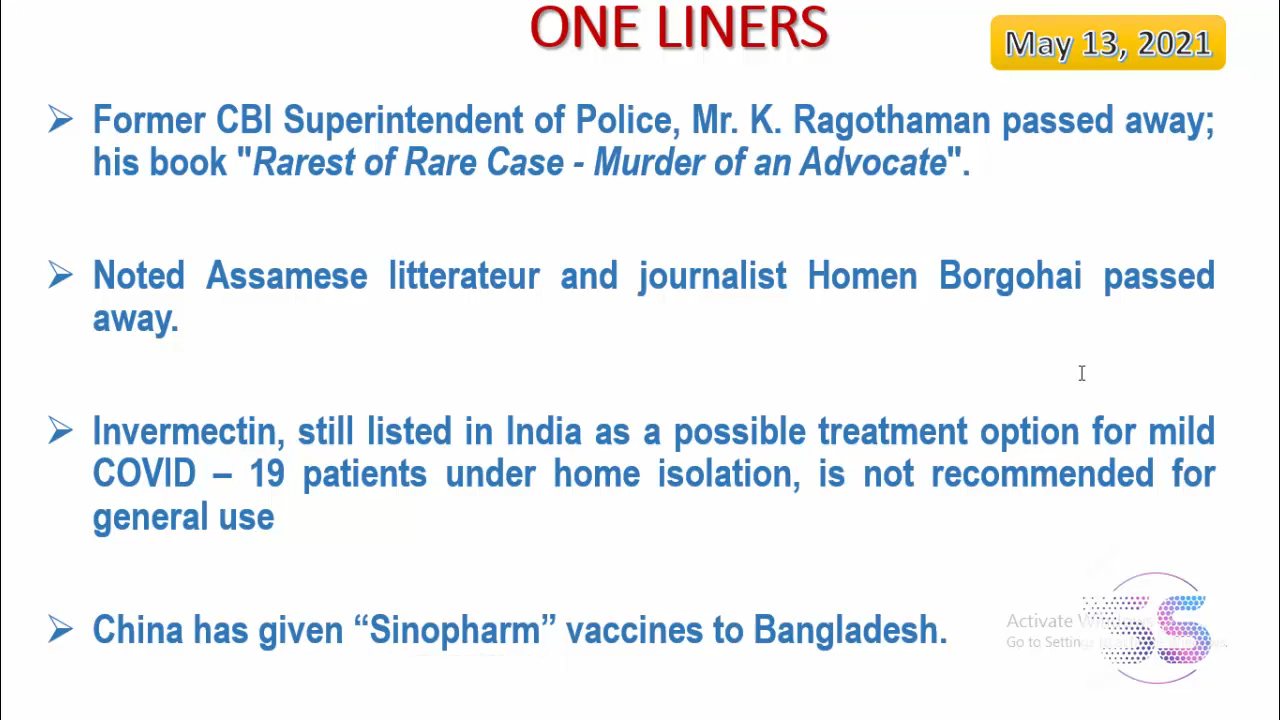 ONE LINERS
May 13, 2021
Former CBI Superintendent of Police, Mr. K. Ragothaman passed away;
his book "Rarest of Rare Case - Murder of an Advocate".
Noted Assamese litterateur and journalist Homen Borgohai passed
away.
Invermectin, still listed in India as a possible treatment option for mild
COVID – 19 patients under home isolation, is not recommended for
general use
China has given “Sinopharm” vaccines to Bangladesh.
Activate
Go to